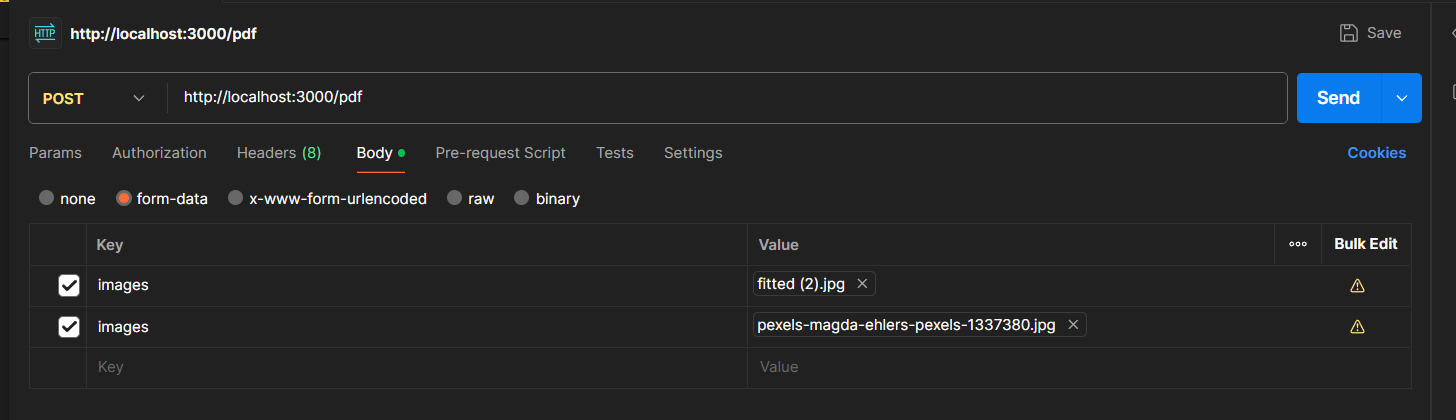 HTTP http://localhost:3000/pdf Save
POST http://localhost:3000/pdf Send
Params Authorization Headers (8) Body Pre-request Script Tests Settings Cookies
none form-data x-www-form-urlencoded raw binary
Key Value Bulk Edit
images fitted (2).jpg
images pexels-magda-ehlers-pexels-1337380.jpg
Key Value